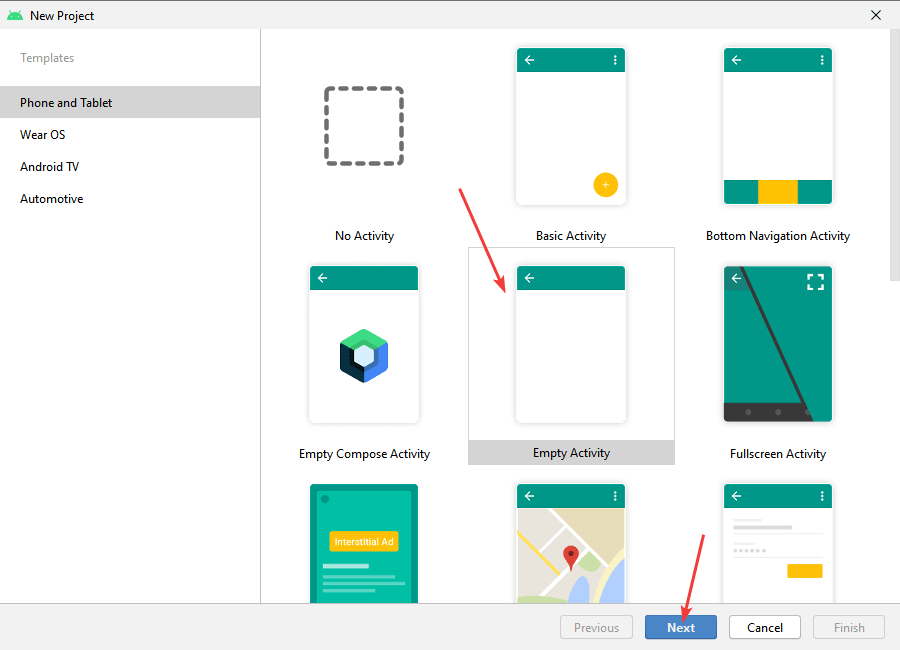 New Project
Templates
Phone and Tablet
Wear OS
Android TV
Automotive
No Activity
Basic Activity
Bottom Navigation Activity
Empty Compose Activity
Empty Activity
Fullscreen Activity
Interstitial Ad
Previous
Next
Cancel
Finish